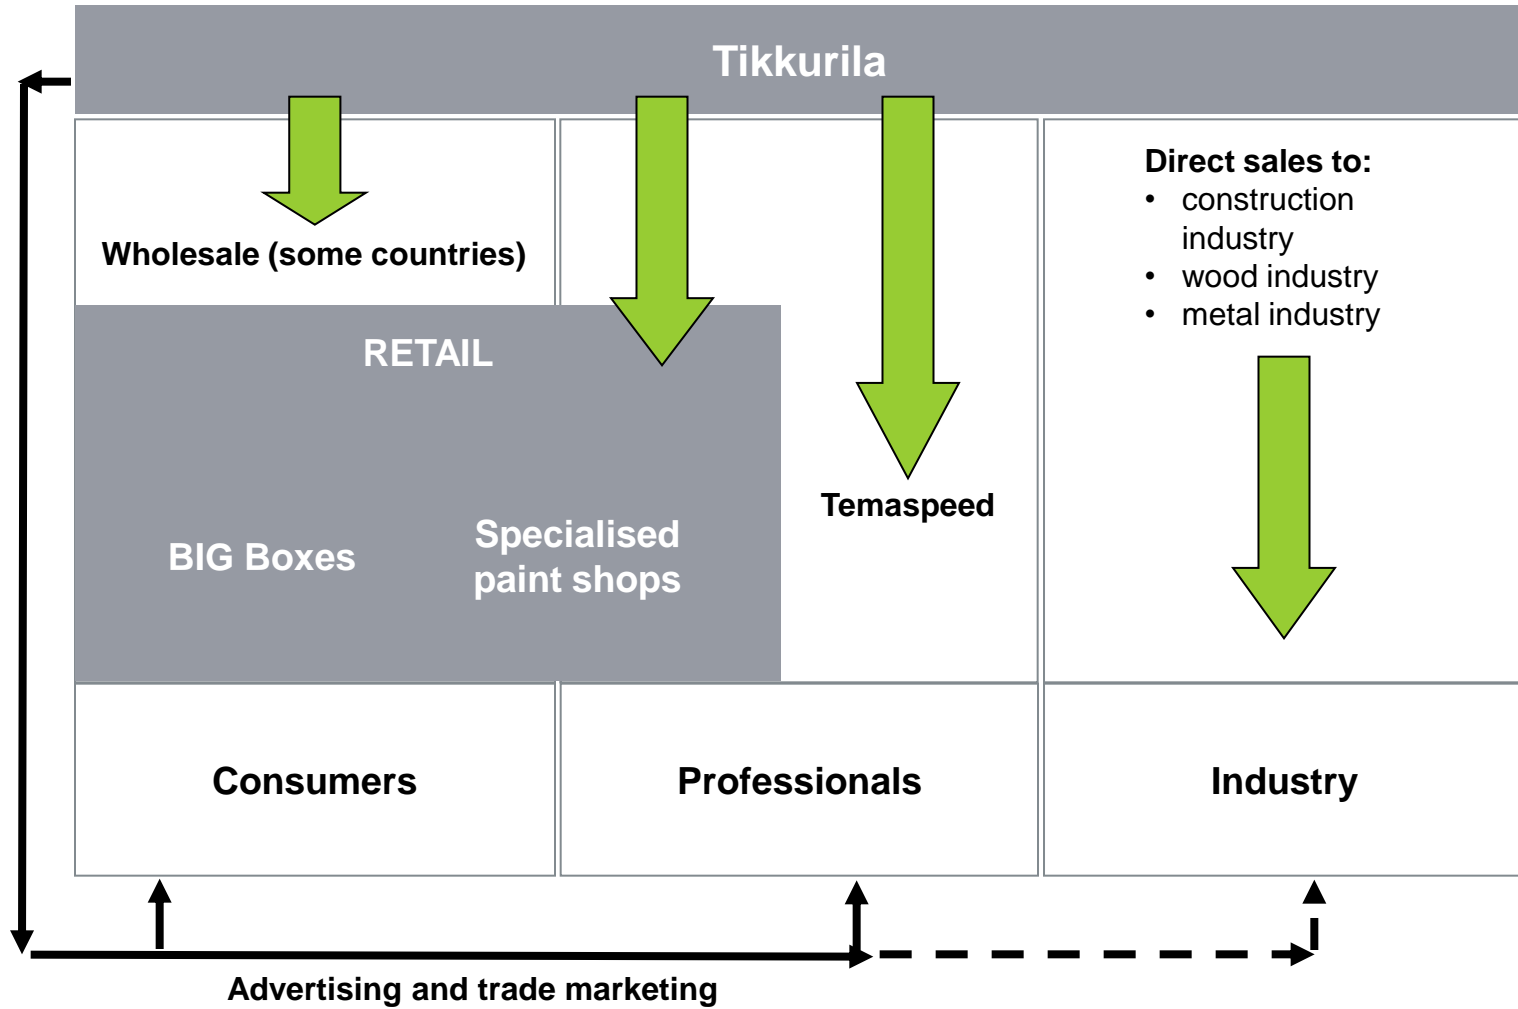 Tikkurila
Direct sales to:
• construction
industry
• wood industry
• metal industry
Wholesale (some countries)
RETAIL
Temaspeed
BIG Boxes
Specialised
paint shops
Consumers
Professionals
Industry
Advertising and trade marketing